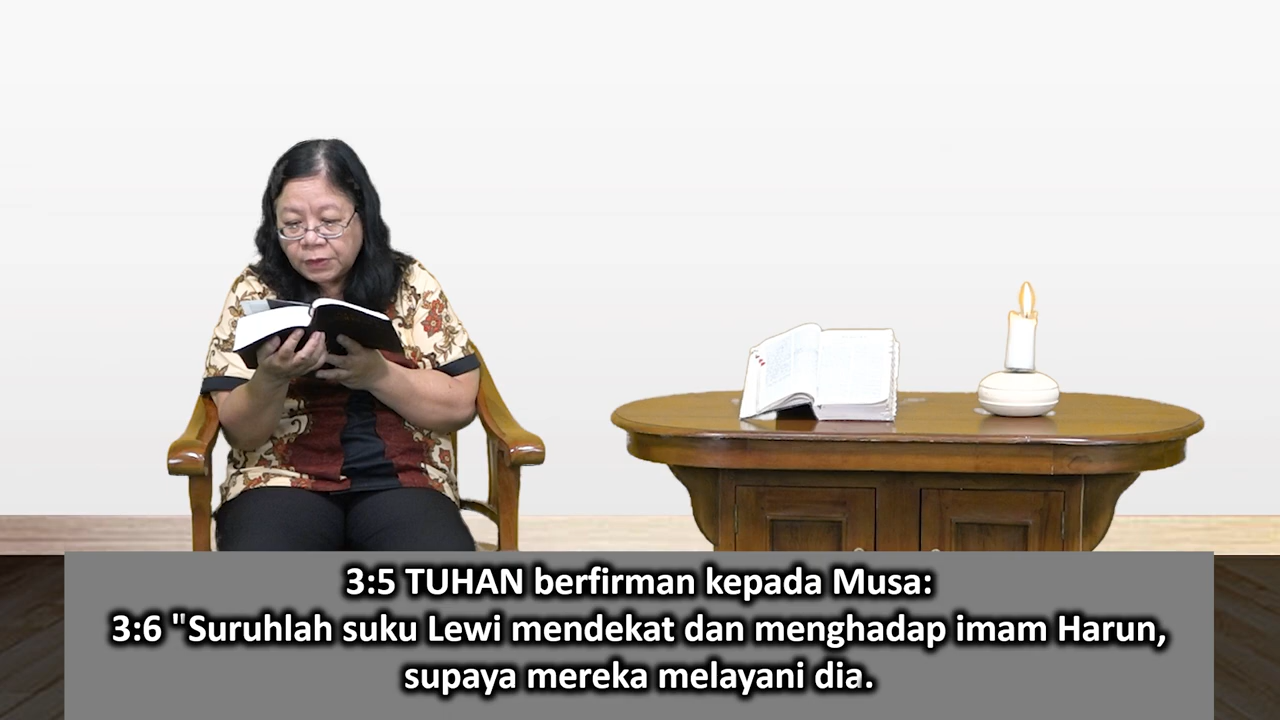 3:5 TUHAN berfirman kepada Musa:
3:6 "Suruhlah suku Lewi mendekat dan menghadap imam Harun,
supaya mereka melayani dia.